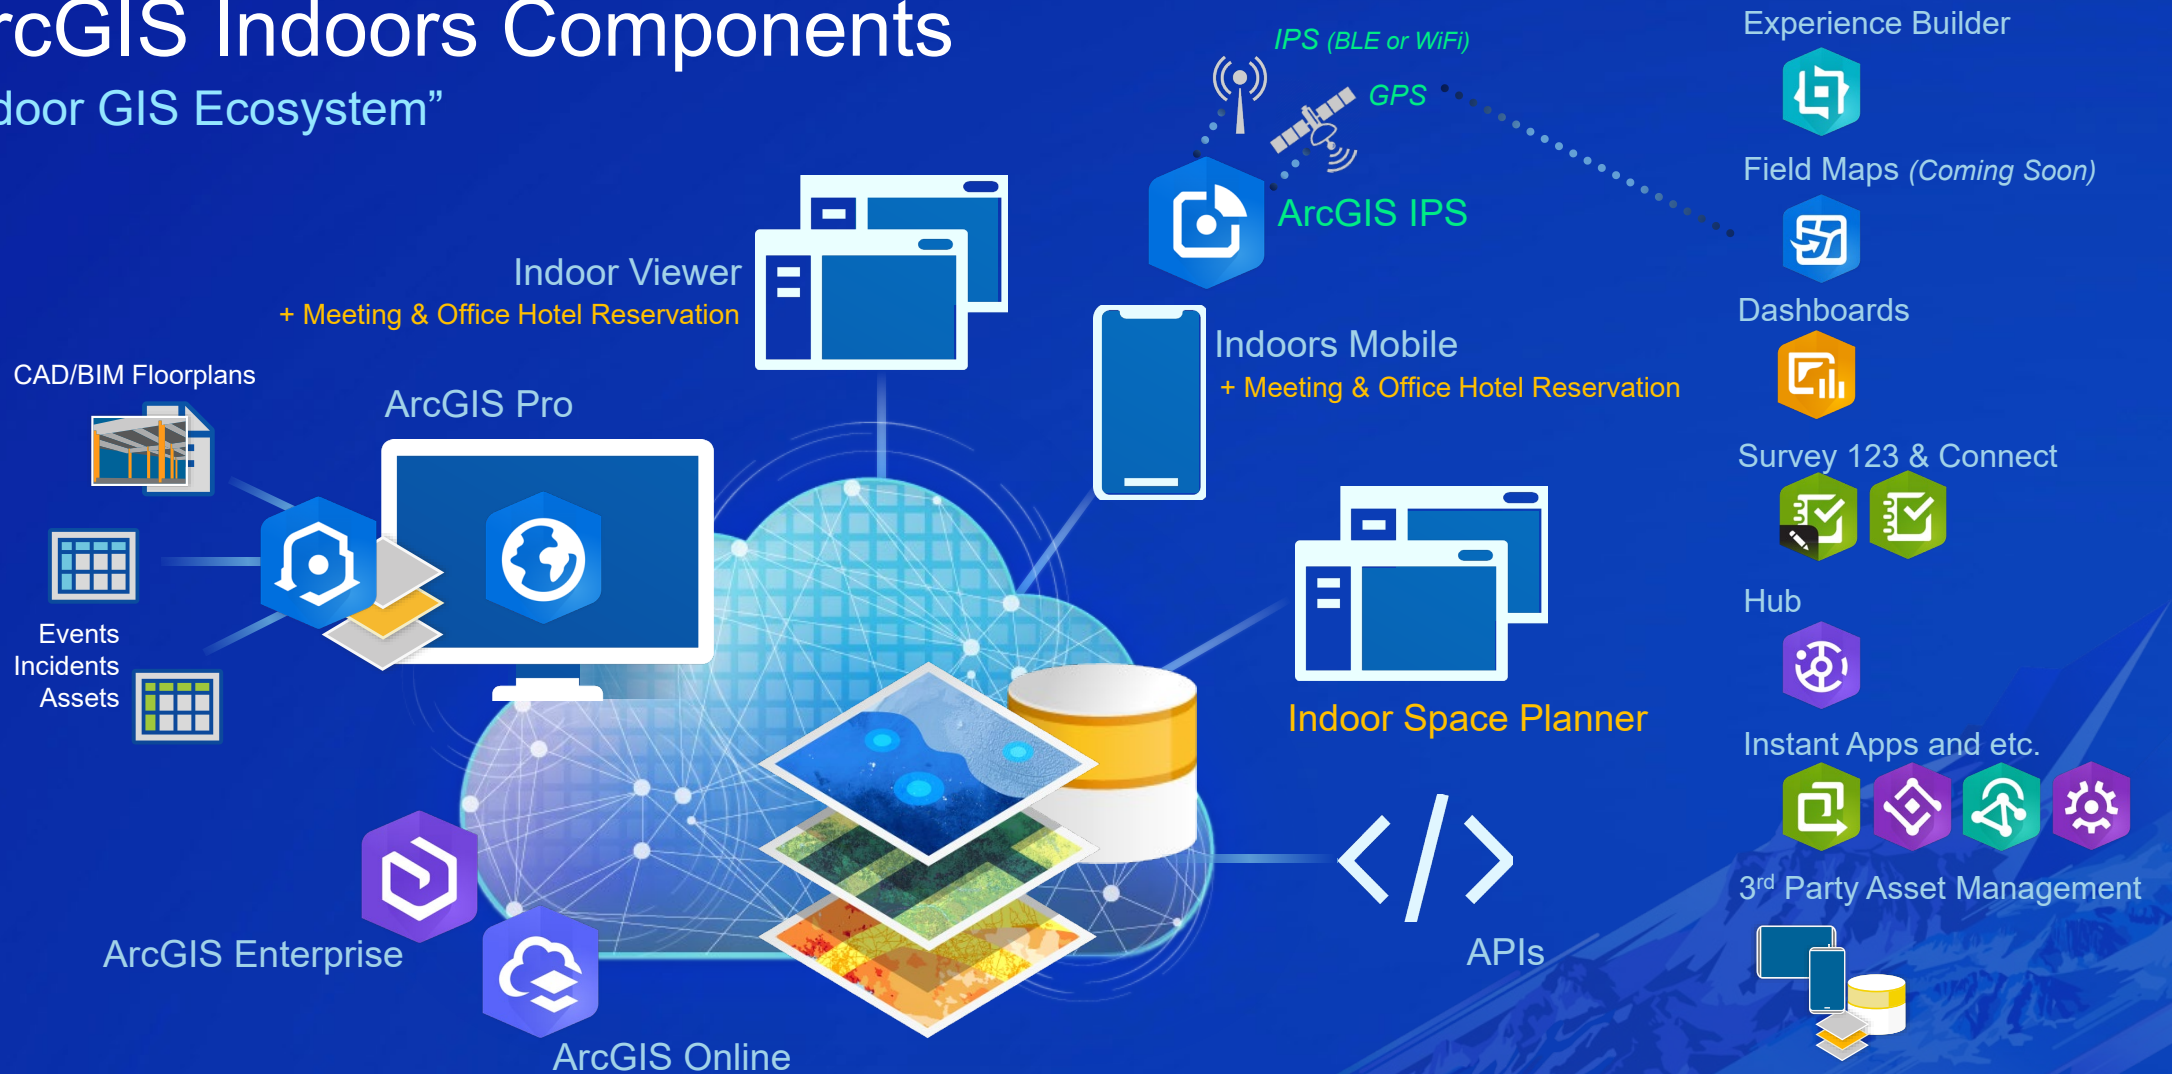 rcGIS Indoors Components
door GIS Ecosystem”
IPS (BLE or WiFi)
GPS
ArcGIS IPS
Indoor Viewer
+ Meeting & Office Hotel Reservation
Indoors Mobile
+ Meeting & Office Hotel Reservation
CAD/BIM Floorplans
ArcGIS Pro
Events
Incidents
Assets
Indoor Space Planner
ArcGIS Enterprise
ArcGIS Online
APIs
Experience Builder
Field Maps (Coming Soon)
Dashboards
Survey 123 & Connect
Hub
Instant Apps and etc.
3rd Party Asset Management